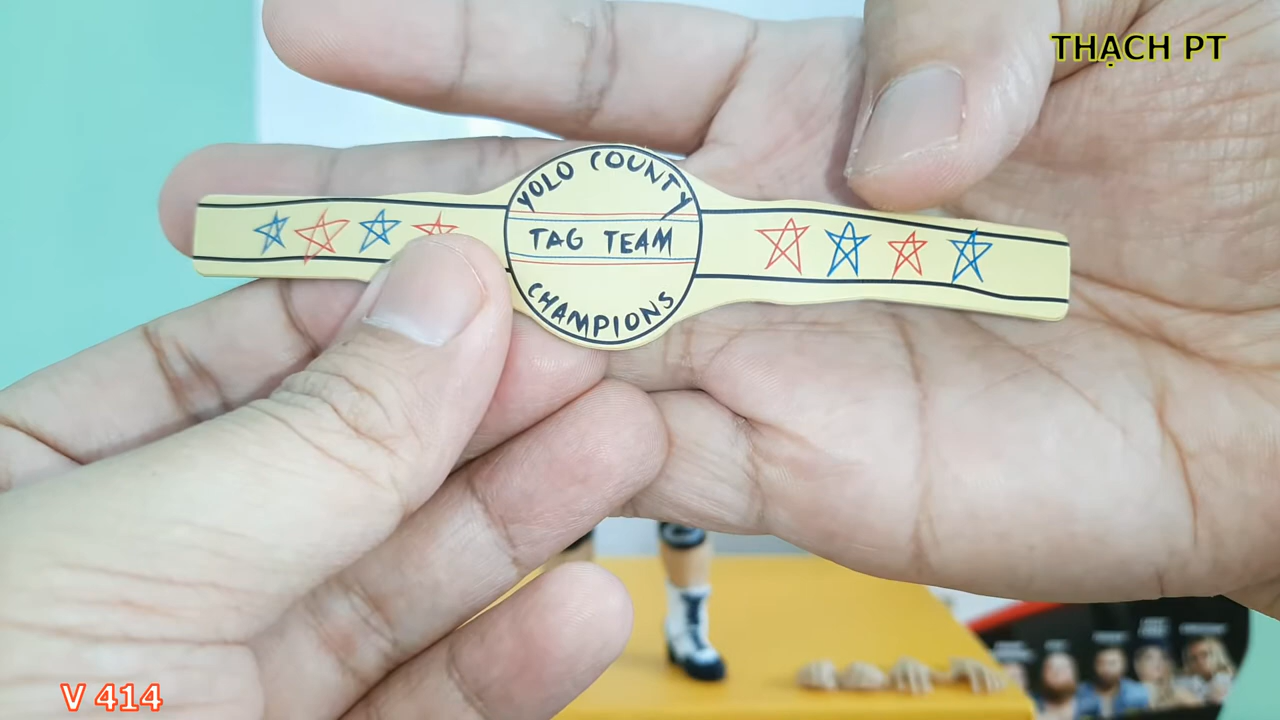 THẠCH PT
YOLO COUNTY
TAG TEAM
CHAMPIONS
V 414